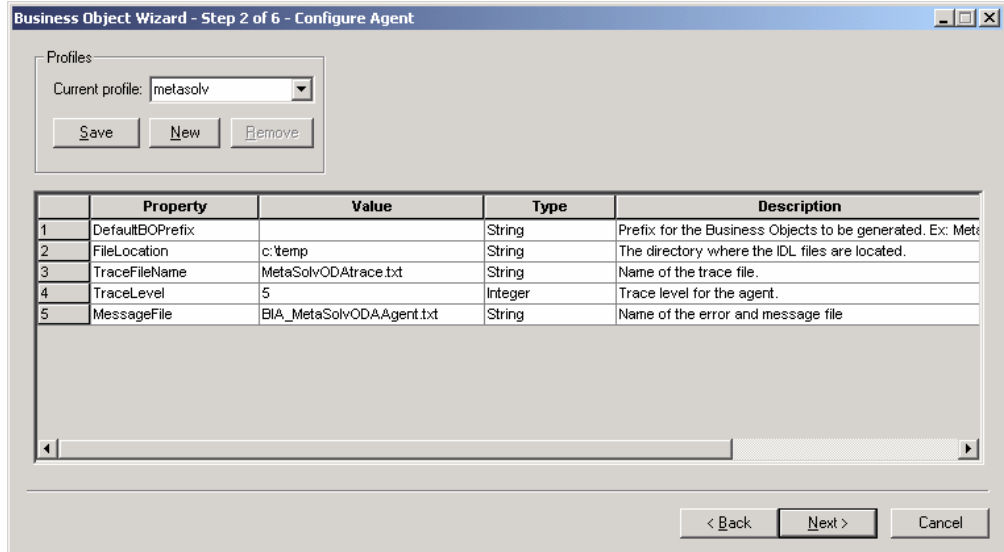 Business Object Wizard - Step 2 of 6 - Configure Agent
Profiles
Current profile: metasolv
Save New Remove
Property Value Type Description
1 DefaultBOPrefix String Prefix for the Business Objects to be generated. Ex: Meta
2 FileLocation c:\temp String The directory where the IDL files are located.
3 TraceFileName MetaSolvODAtrace.txt String Name of the trace file.
4 TraceLevel 5 Integer Trace level for the agent.
5 MessageFile BIA_MetaSolvODAAgent.txt String Name of the error and message file
< Back Next > Cancel